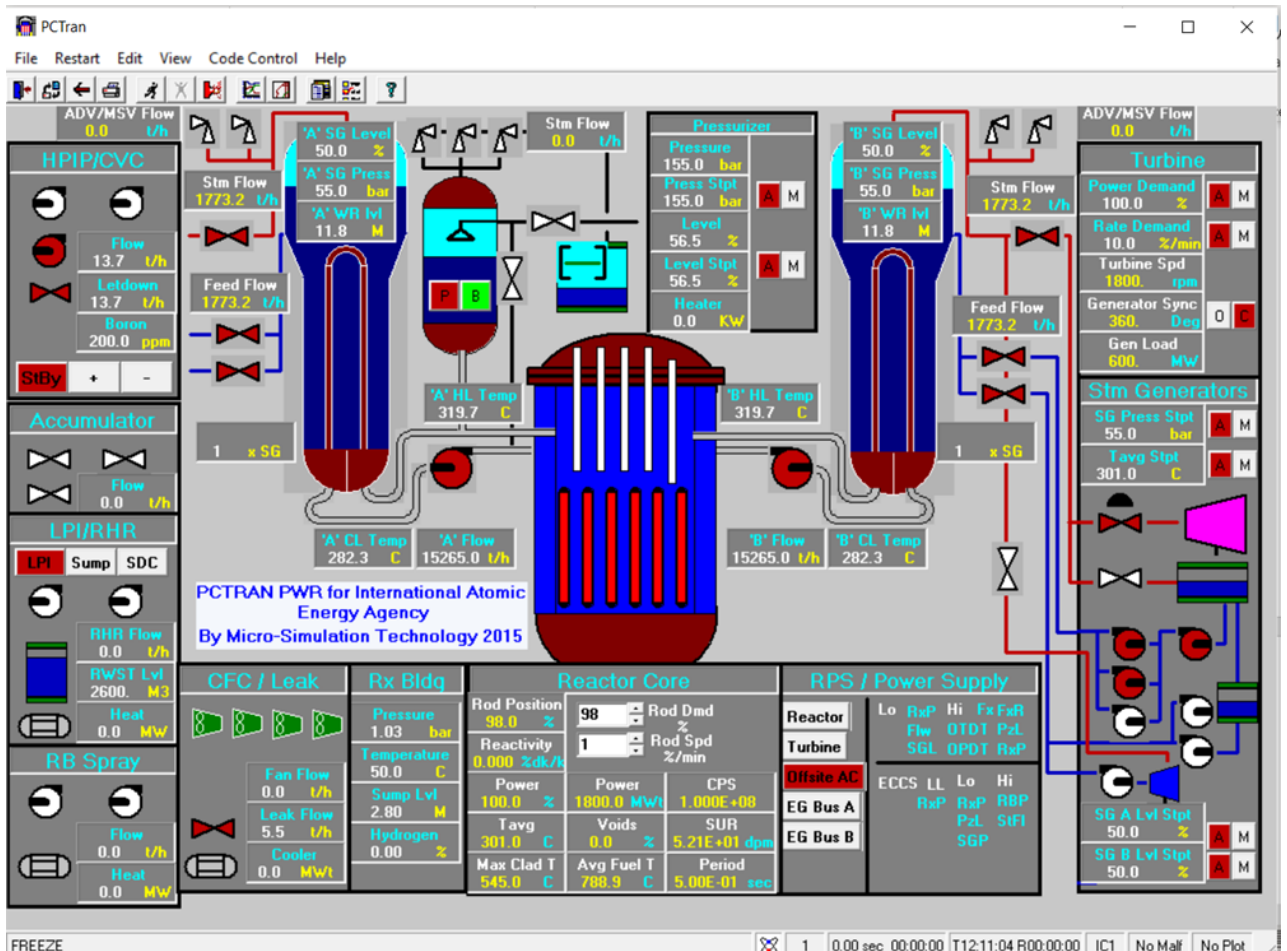 PCTran
File Restart Edit View Code Control Help
ADV/MSV Flow
0.0 t/h
HPIP/CVC
Flow
13.7 t/h
Letdown
13.7 t/h
Boron
200.0 ppm
StBy + -
Accumulator
Flow
0.0 t/h
LPI/RHR
LPI Sump SDC
RHR Flow
0.0 t/h
RWST Lvl
2600. M3
Heat
0.0 MW
RB Spray
Flow
0.0 t/h
Heat
0.0 MW
Stm Flow
1773.2 t/h
Feed Flow
1773.2 t/h
'A' SG Level
50.0 %
'A' SG Press
55.0 bar
'A' WR lvl
11.8 M
1 x SG
Stm Flow
0.0 t/h
P B
'A' HL Temp
319.7 C
'A' CL Temp
282.3 C
'A' Flow
15265.0 t/h
Pressurizer
Pressure
155.0 bar
Press Stpt
155.0 bar
A M
Level
56.5 %
Level Stpt
56.5 %
A M
Heater
0.0 KW
'B' HL Temp
319.7 C
'B' Flow
15265.0 t/h
'B' CL Temp
282.3 C
'B' SG Level
50.0 %
'B' SG Press
55.0 bar
'B' WR lvl
11.8 M
Stm Flow
1773.2 t/h
Feed Flow
1773.2 t/h
1 x SG
ADV/MSV Flow
0.0 t/h
Turbine
Power Demand
100.0 %
A M
Rate Demand
10.0 %/min
A M
Turbine Spd
1800. rpm
Generator Sync
360. Deg
O C
Gen Load
600. MW
Stm Generators
SG Press Stpt
55.0 bar
A M
Tavg Stpt
301.0 C
A M
SG A Lvl Stpt
50.0 %
A M
SG B Lvl Stpt
50.0 %
A M
PCTRAN PWR for International Atomic
Energy Agency
By Micro-Simulation Technology 2015
CFC / Leak
Fan Flow
0.0 t/h
Leak Flow
5.5 t/h
Cooler
0.0 MWt
Rx Bldg
Pressure
1.03 bar
Temperature
50.0 C
Sump Lvl
2.80 M
Hydrogen
0.00 %
Reactor Core
Rod Position
98.0 %
98 Rod Dmd
%
Reactivity
0.000 %dk/k
1 Rod Spd
%/min
Power
100.0 %
Power
1800.0 MWt
CPS
1.000E+08
Tavg
301.0 C
Voids
0.0 %
SUR
5.21E+01 dpm
Max Clad T
545.0 C
Avg Fuel T
788.9 C
Period
5.00E-01 sec
RPS / Power Supply
Reactor
Turbine
Offsite AC
EG Bus A
EG Bus B
Lo RxP Hi Fx FxR
Flw OTDT PzL
SGL OPDT RxP
ECCS LL Lo Hi
RxP RxP RBP
PzL StFl
SGP
FREEZE 1 0.00 sec 00:00:00 T12:11:04 R00:00:00 IC1 No Malf No Plot